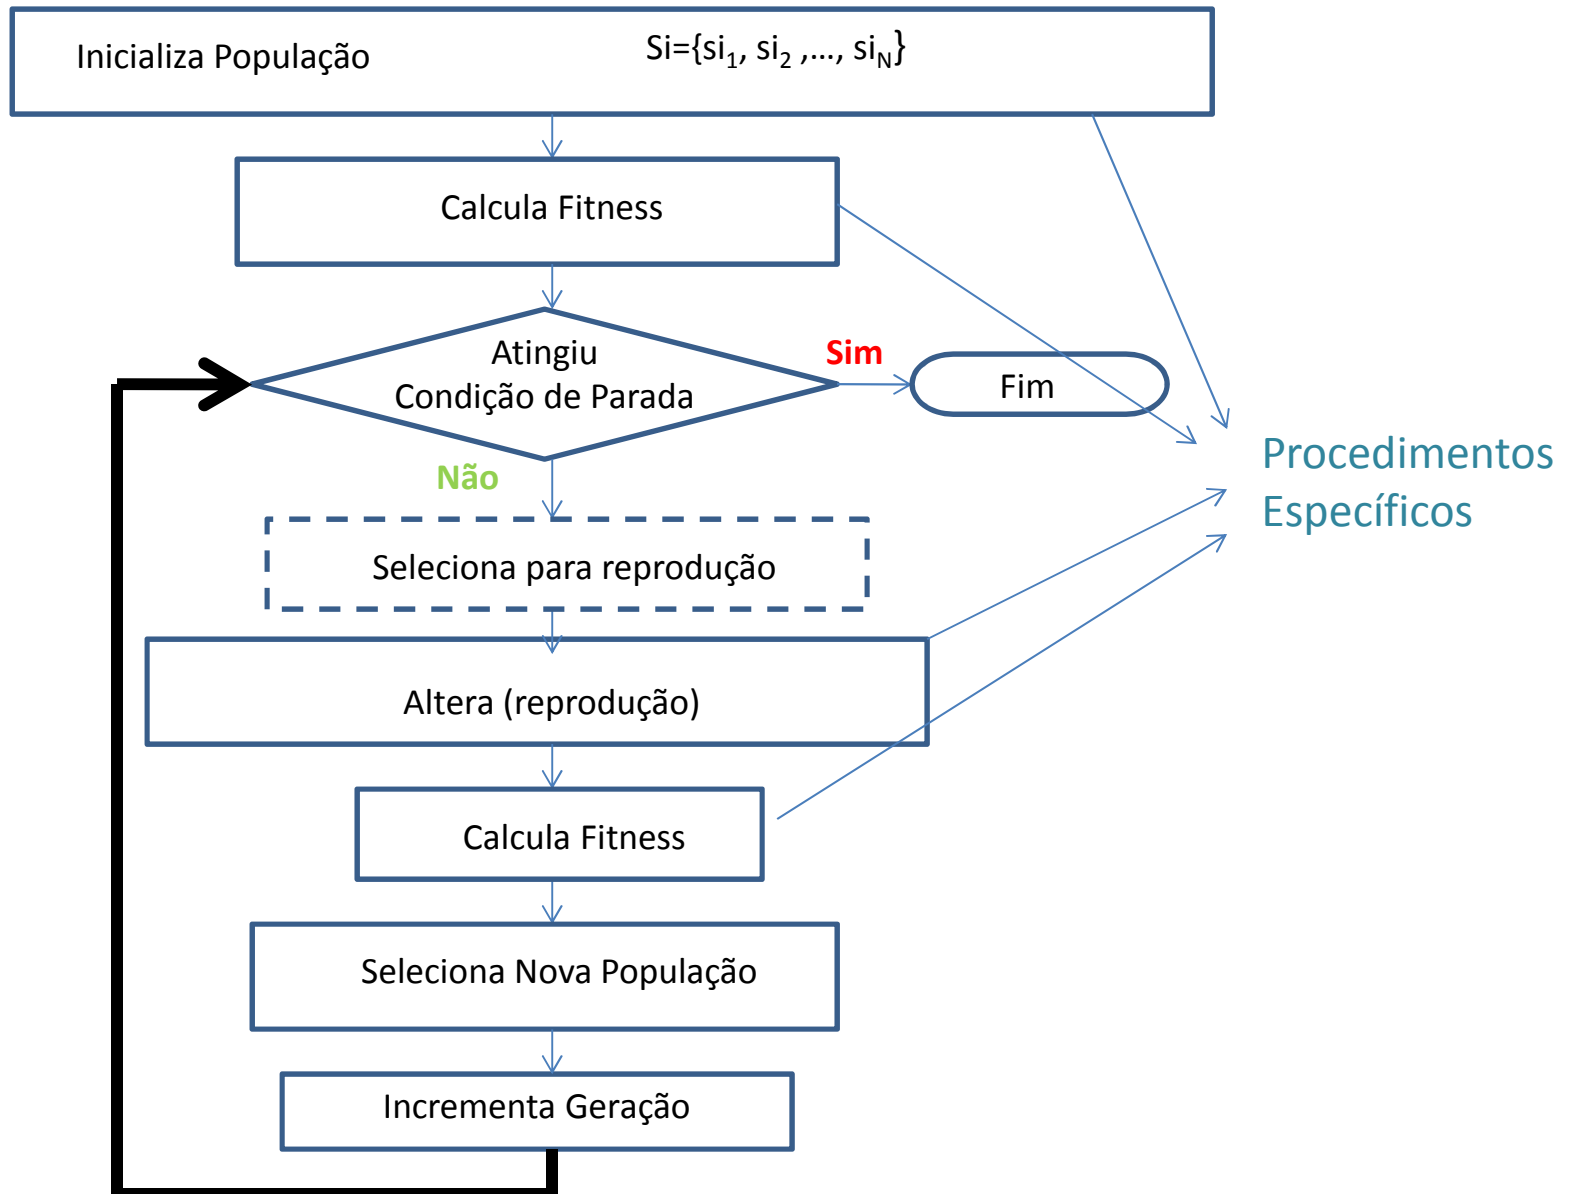 Inicializa População Si={si₁, si₂ ,…, siN}
Calcula Fitness
Atingiu
Condição de Parada
Sim
Fim
Não
Procedimentos
Específicos
Seleciona para reprodução
Altera (reprodução)
Calcula Fitness
Seleciona Nova População
Incrementa Geração